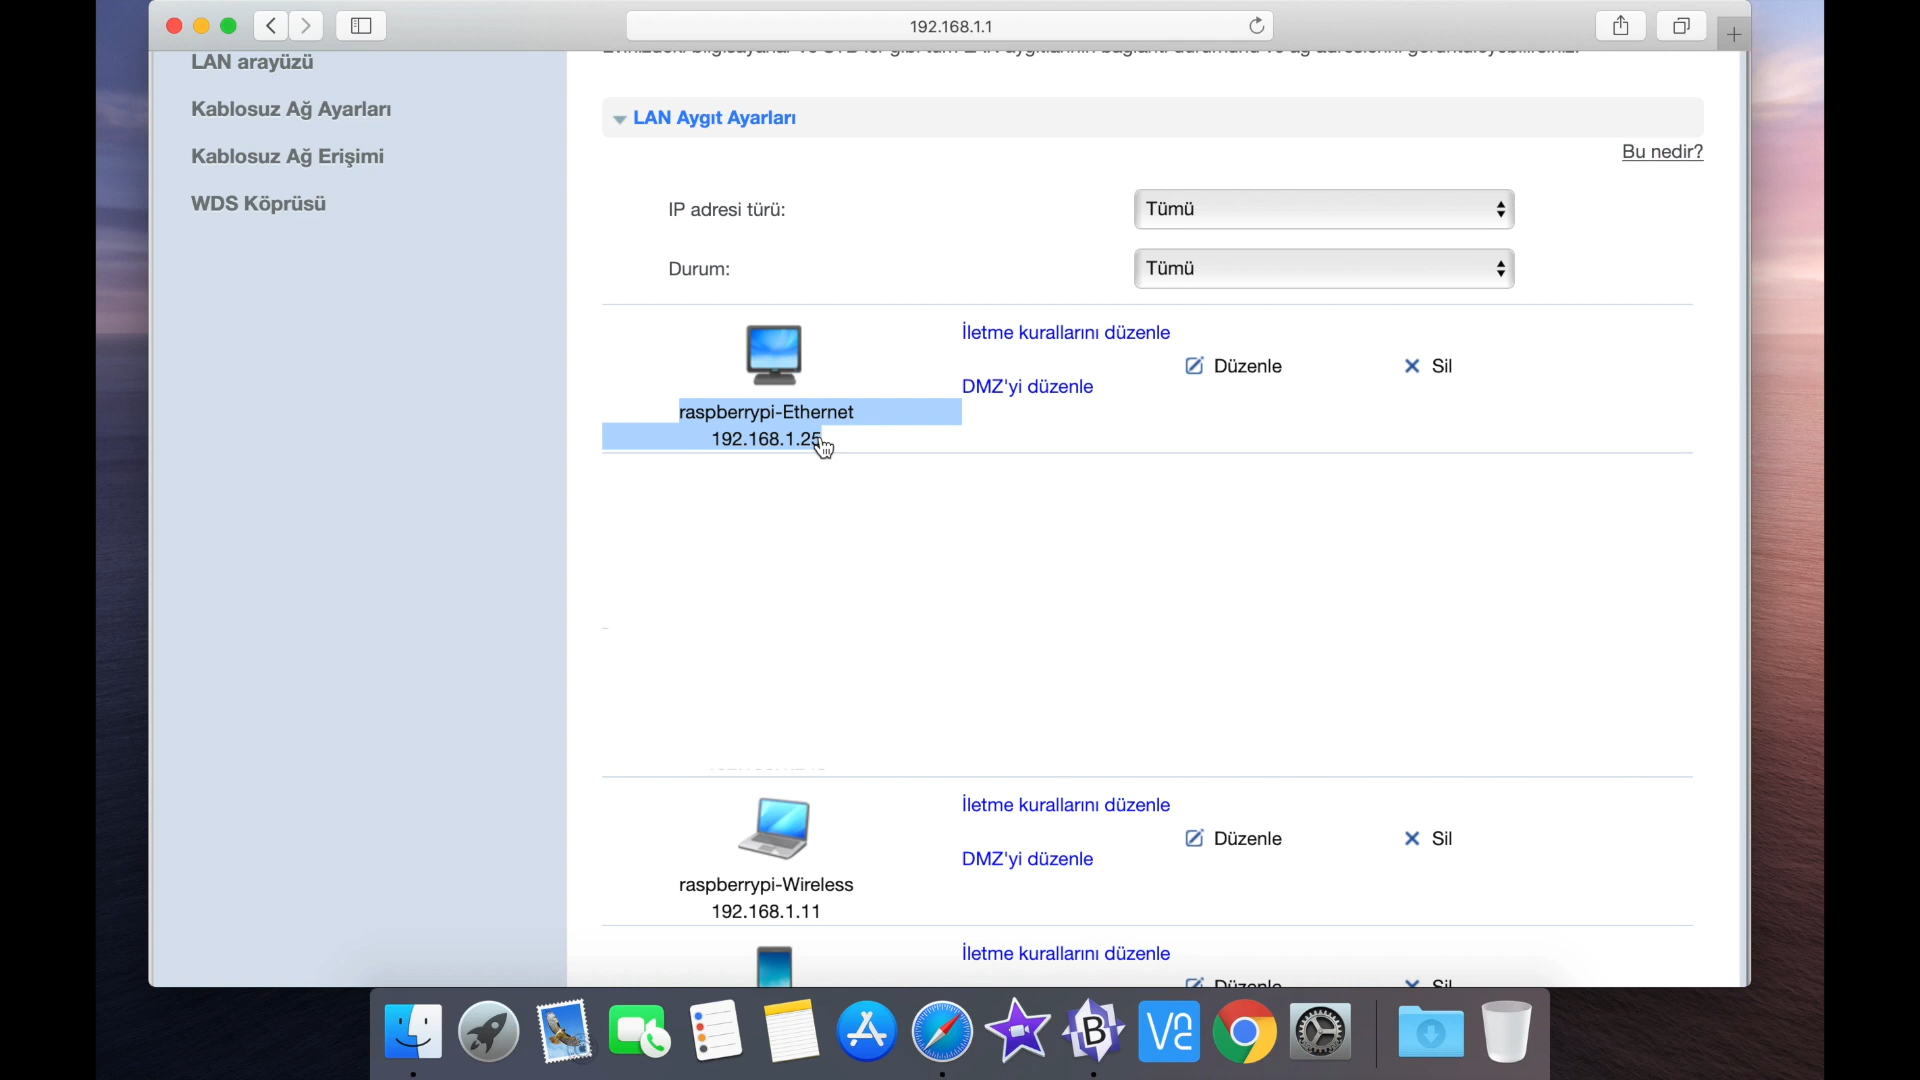 192.168.1.1
LAN arayüzü
Kablosuz Ağ Ayarları
Kablosuz Ağ Erişimi
WDS Köprüsü
LAN Aygıt Ayarları
Bu nedir?
IP adresi türü:
Tümü
Durum:
Tümü
İletme kurallarını düzenle
Düzenle
Sil
DMZ'yi düzenle
raspberrypi-Ethernet
192.168.1.25
İletme kurallarını düzenle
Düzenle
Sil
DMZ'yi düzenle
raspberrypi-Wireless
192.168.1.11
İletme kurallarını düzenle
Düzenle
Sil